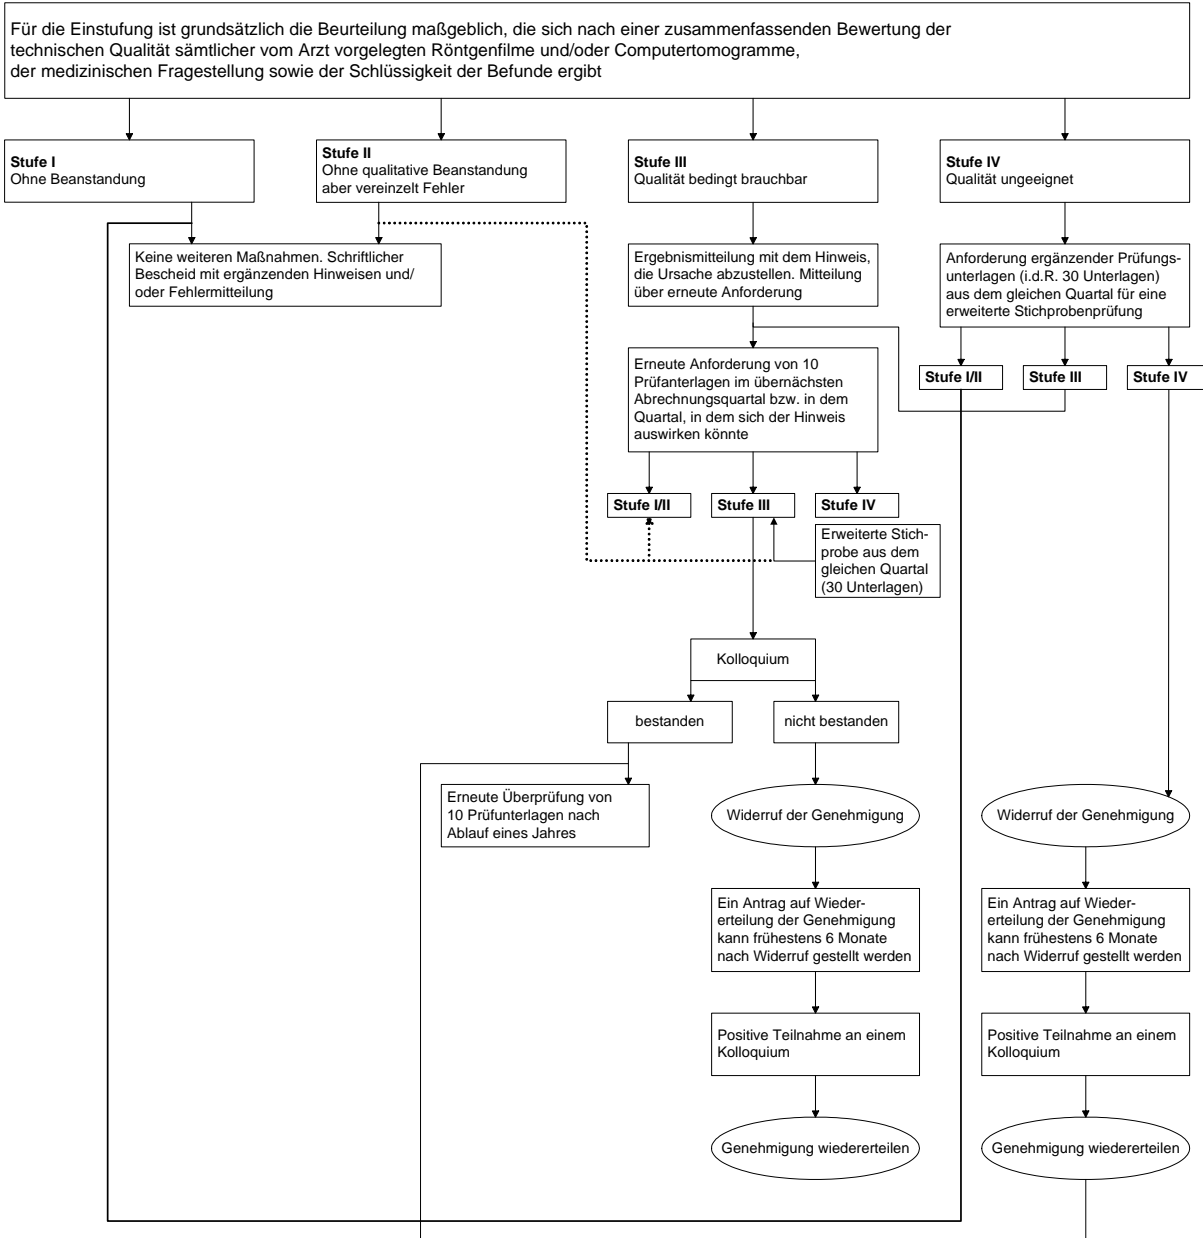 Für die Einstufung ist grundsätzlich die Beurteilung maßgeblich, die sich nach einer zusammenfassenden Bewertung der
technischen Qualität sämtlicher vom Arzt vorgelegten Röntgenfilme und/oder Computertomogramme,
der medizinischen Fragestellung sowie der Schlüssigkeit der Befunde ergibt
Stufe I
Ohne Beanstandung
Stufe II
Ohne qualitative Beanstandung
aber vereinzelt Fehler
Stufe III
Qualität bedingt brauchbar
Stufe IV
Qualität ungeeignet
Keine weiteren Maßnahmen. Schriftlicher
Bescheid mit ergänzenden Hinweisen und/
oder Fehlermitteilung
Ergebnismitteilung mit dem Hinweis,
die Ursache abzustellen. Mitteilung
über erneute Anforderung
Anforderung ergänzender Prüfungs-
unterlagen (i.d.R. 30 Unterlagen)
aus dem gleichen Quartal für eine
erweiterte Stichprobenprüfung
Erneute Anforderung von 10
Prüfanterlagen im übernächsten
Abrechnungsquartal bzw. in dem
Quartal, in dem sich der Hinweis
auswirken könnte
Stufe I/II
Stufe III
Stufe IV
Stufe I/II
Stufe III
Stufe IV
Erweiterte Stich-
probe aus dem
gleichen Quartal
(30 Unterlagen)
Kolloquium
bestanden
nicht bestanden
Erneute Überprüfung von
10 Prüfunterlagen nach
Ablauf eines Jahres
Widerruf der Genehmigung
Widerruf der Genehmigung
Ein Antrag auf Wieder-
erteilung der Genehmigung
kann frühestens 6 Monate
nach Widerruf gestellt werden
Ein Antrag auf Wieder-
erteilung der Genehmigung
kann frühestens 6 Monate
nach Widerruf gestellt werden
Positive Teilnahme an einem
Kolloquium
Positive Teilnahme an einem
Kolloquium
Genehmigung wiedererteilen
Genehmigung wiedererteilen